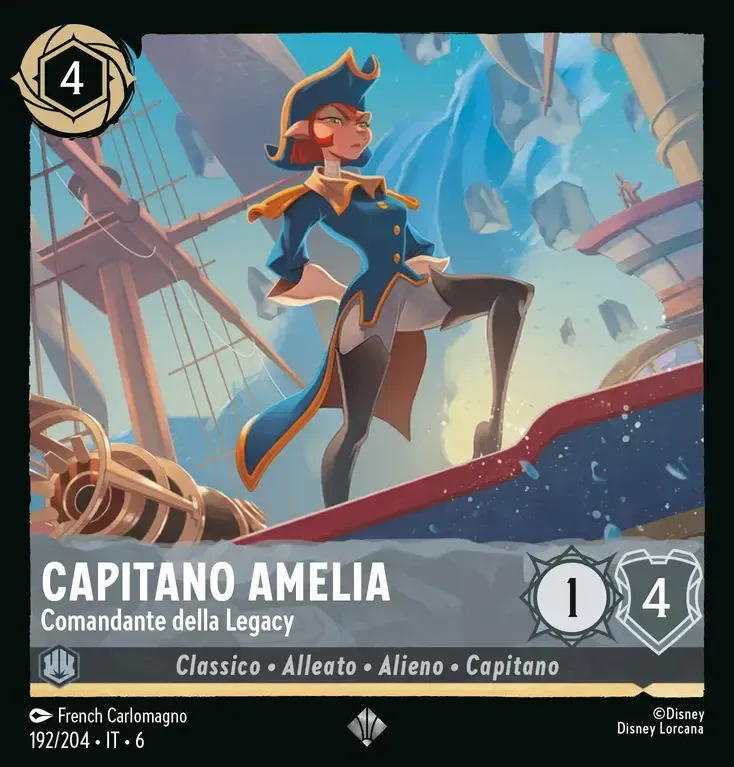 4
CAPITANO AMELIA
Comandante della Legacy
1
4
Classico • Alleato • Alieno • Capitano
French Carlomagno
192/204 • IT • 6
©Disney
Disney Lorcana